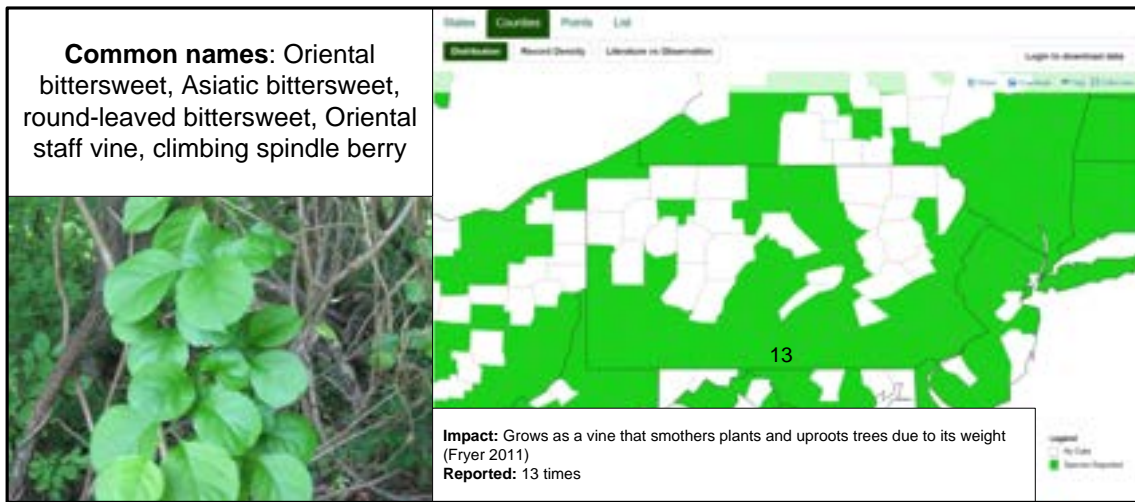 Common names: Oriental
bittersweet, Asiatic bittersweet,
round-leaved bittersweet, Oriental
staff vine, climbing spindle berry
States Counties Points List
Distribution Record Density Literature vs Observation
Login to download data
13
Impact: Grows as a vine that smothers plants and uproots trees due to its weight
(Fryer 2011)
Reported: 13 times
Legend
No Data
Species Reported